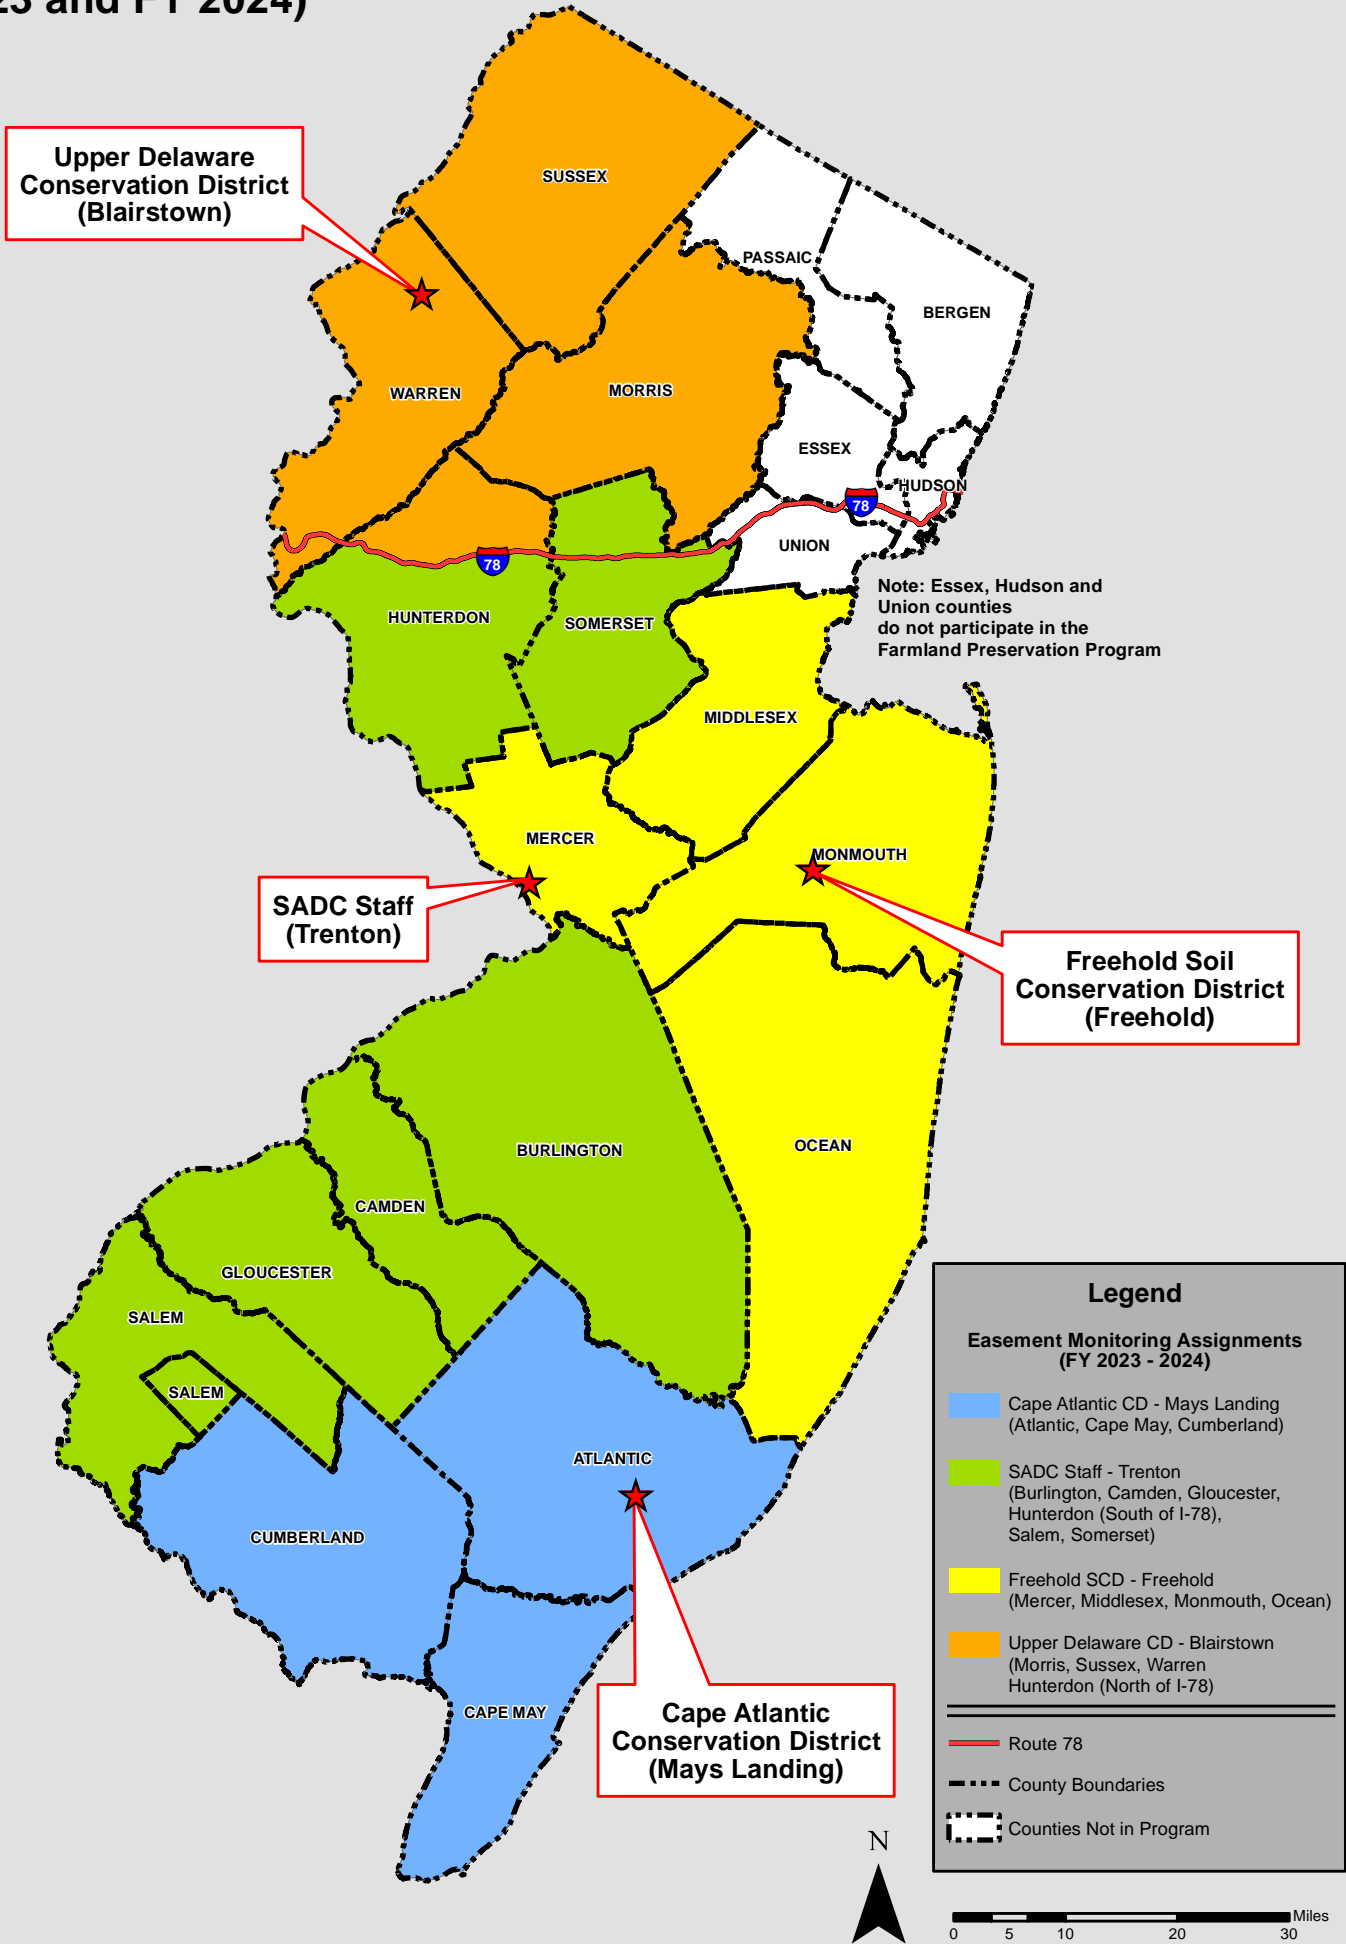 23 and FY 2024)
Upper Delaware
Conservation District
(Blairstown)
SUSSEX
PASSAIC
BERGEN
WARREN
MORRIS
ESSEX
HUDSON
78
UNION
78
Note: Essex, Hudson and
Union counties
do not participate in the
Farmland Preservation Program
HUNTERDON
SOMERSET
MIDDLESEX
MERCER
MONMOUTH
SADC Staff
(Trenton)
Freehold Soil
Conservation District
(Freehold)
BURLINGTON
OCEAN
CAMDEN
GLOUCESTER
SALEM
SALEM
ATLANTIC
CUMBERLAND
CAPE MAY
Cape Atlantic
Conservation District
(Mays Landing)
Legend
Easement Monitoring Assignments
(FY 2023 - 2024)
Cape Atlantic CD - Mays Landing
(Atlantic, Cape May, Cumberland)
SADC Staff - Trenton
(Burlington, Camden, Gloucester,
Hunterdon (South of I-78),
Salem, Somerset)
Freehold SCD - Freehold
(Mercer, Middlesex, Monmouth, Ocean)
Upper Delaware CD - Blairstown
(Morris, Sussex, Warren
Hunterdon (North of I-78)
Route 78
County Boundaries
Counties Not in Program
N
Miles
0 5 10 20 30